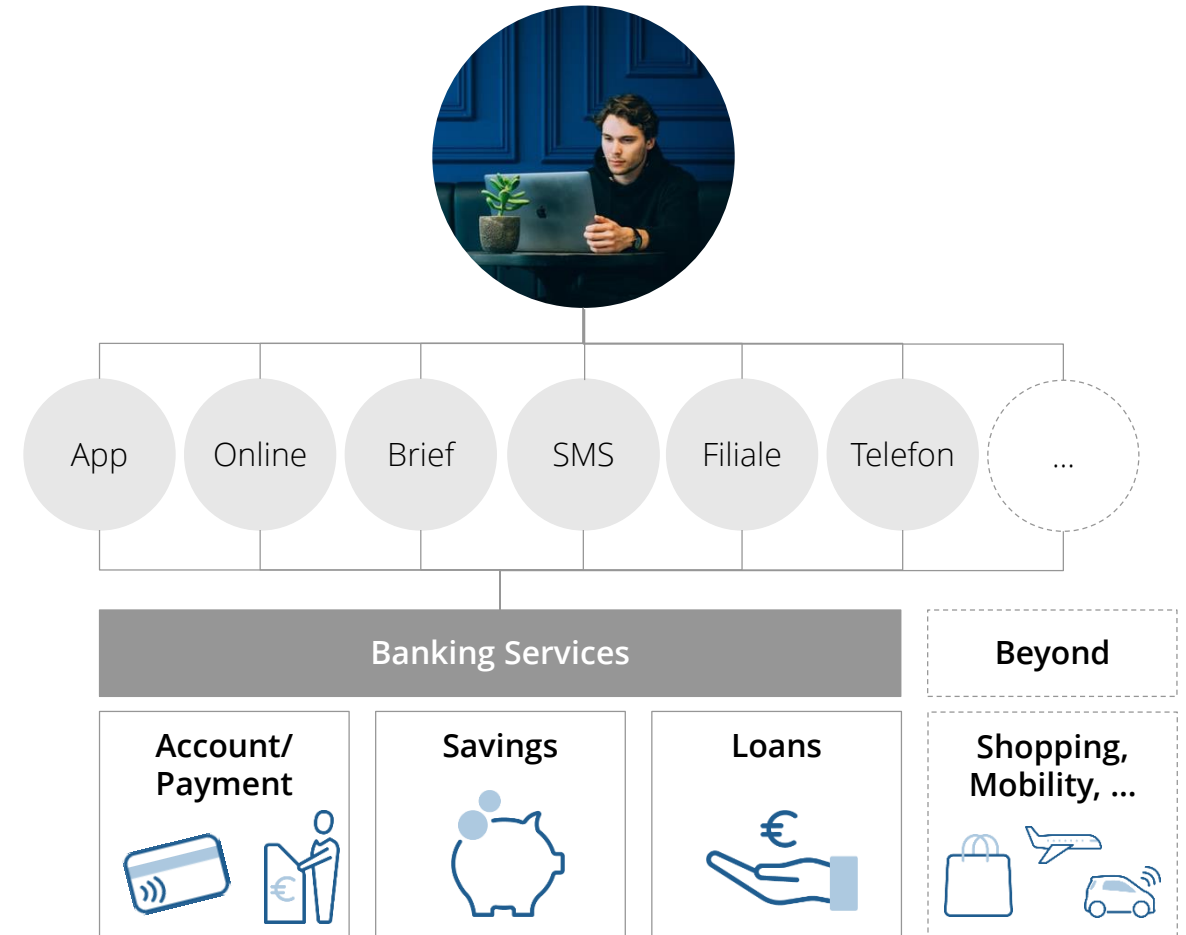 App
Online
Brief
SMS
Filiale
Telefon
...
Banking Services
Beyond
Account/
Payment
Savings
Loans
Shopping,
Mobility, ...
€
€